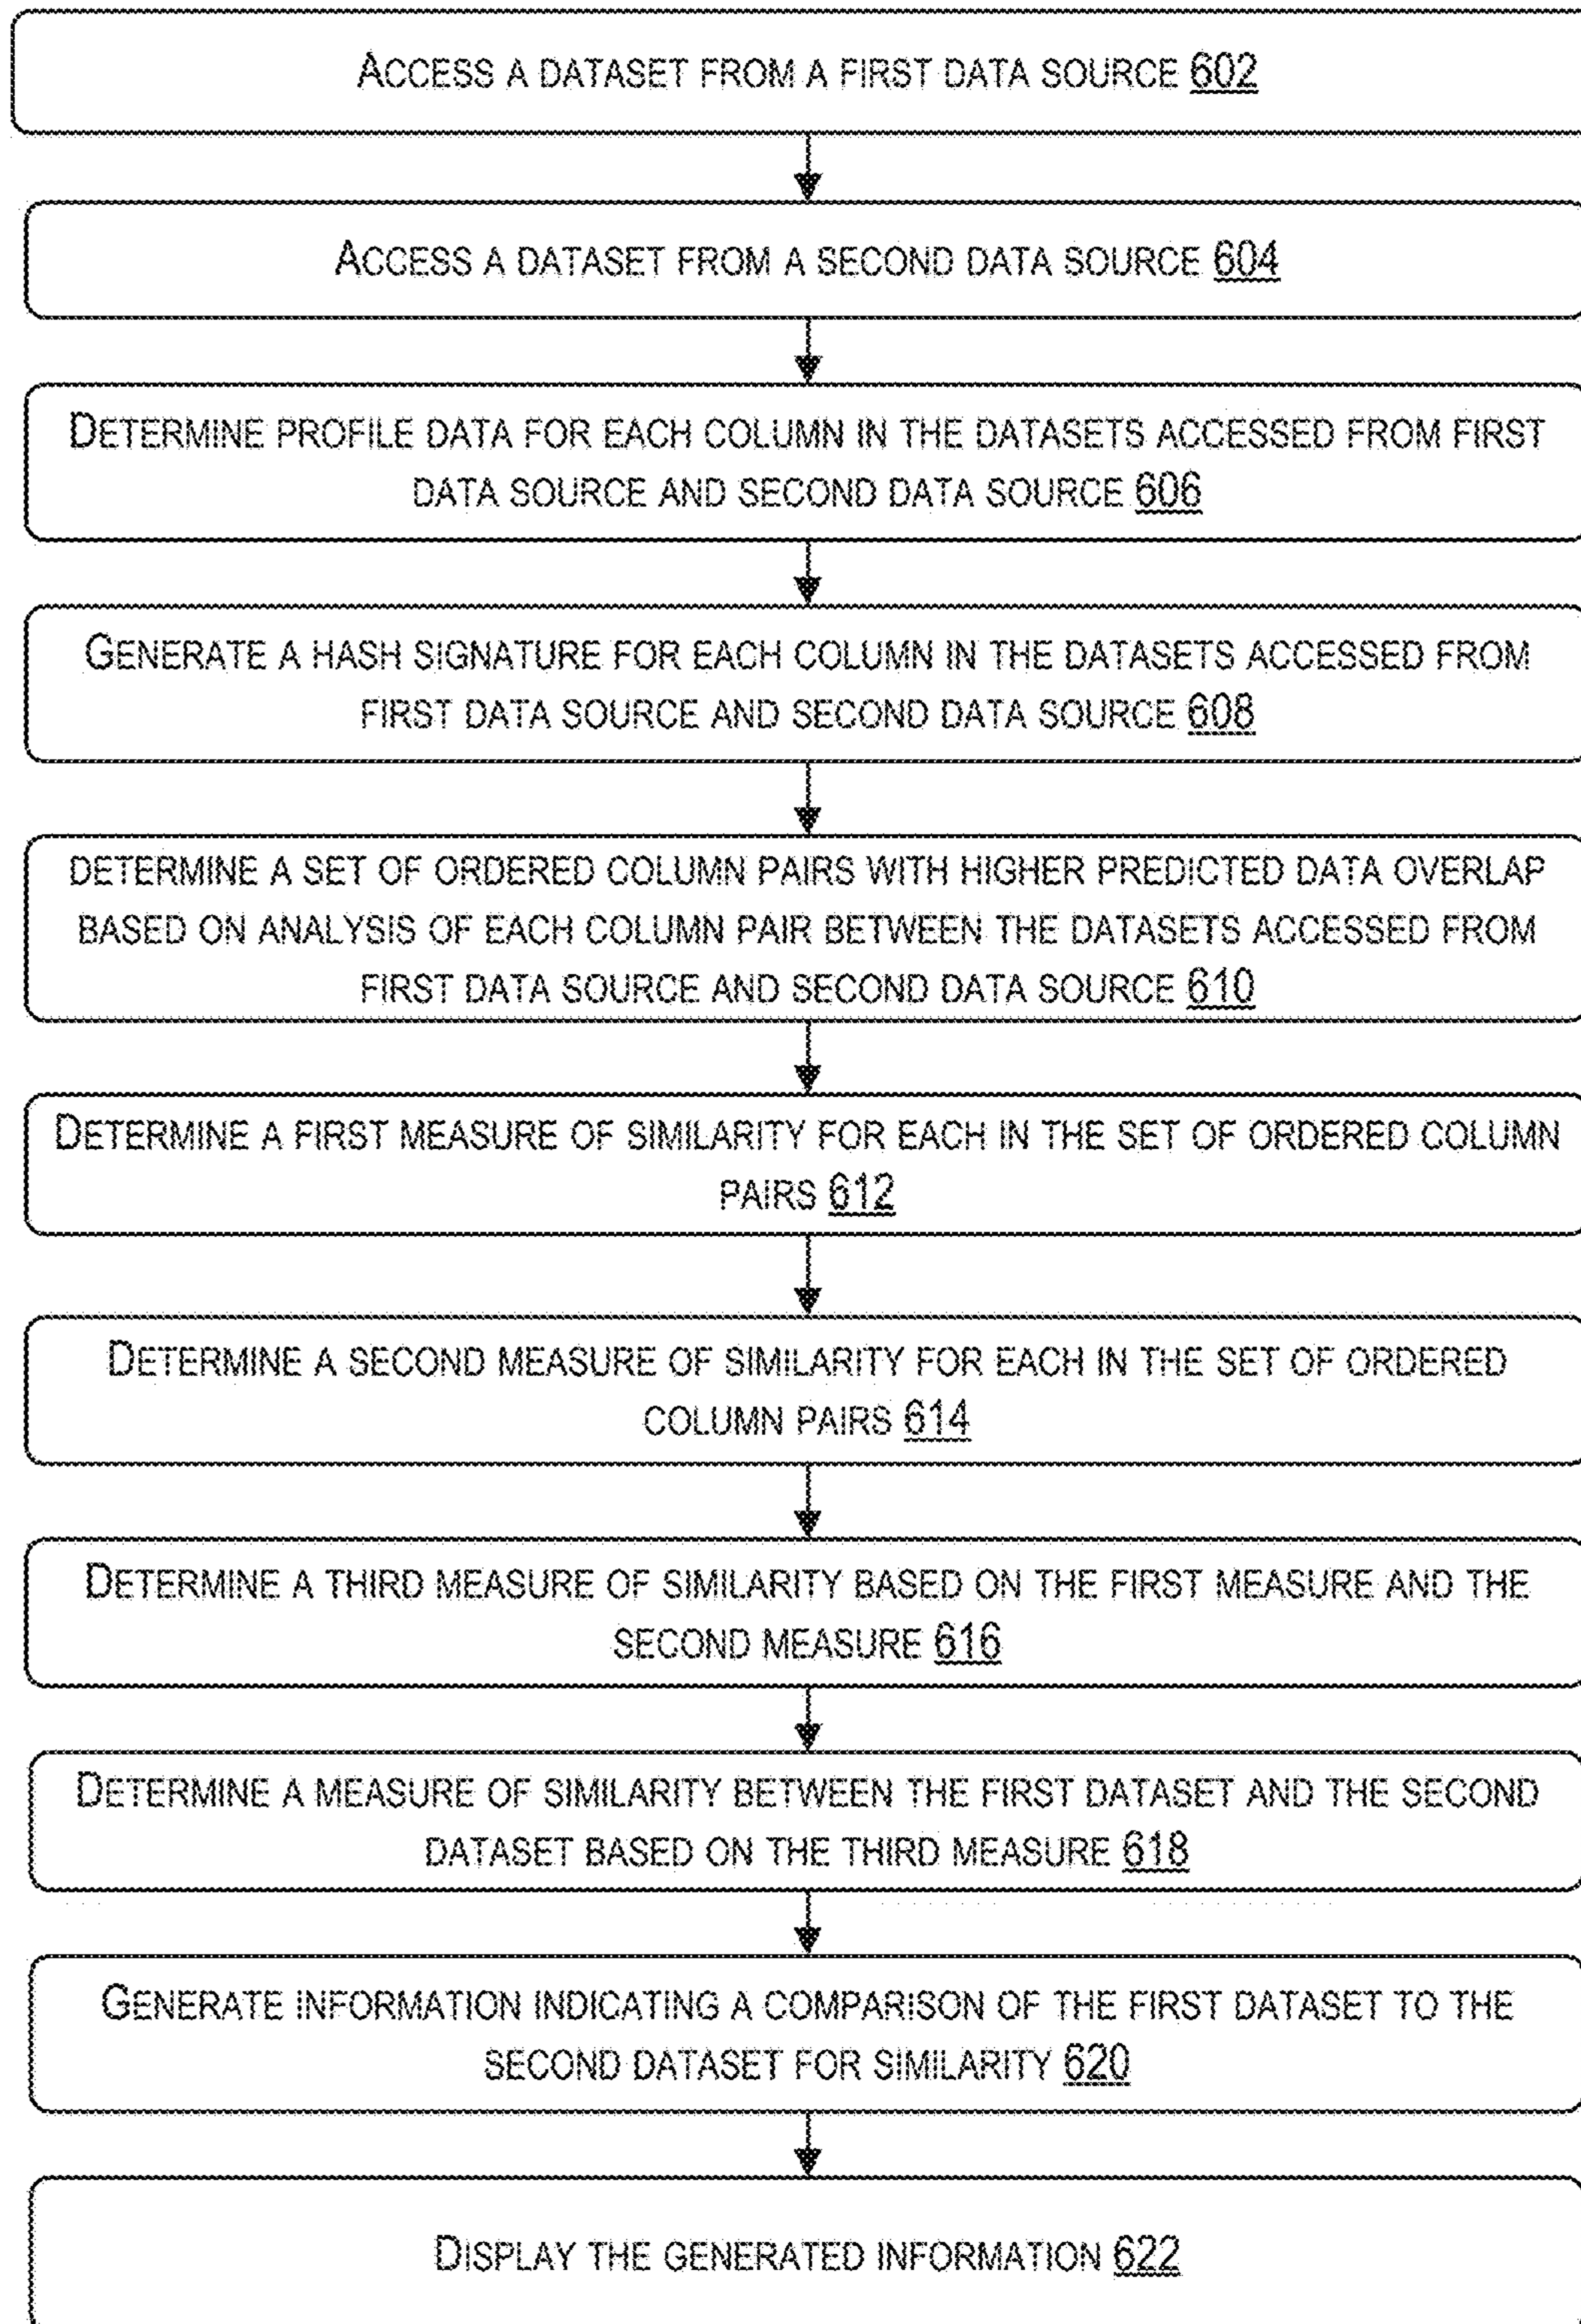 ACCESS A DATASET FROM A FIRST DATA SOURCE 602
ACCESS A DATASET FROM A SECOND DATA SOURCE 604
DETERMINE PROFILE DATA FOR EACH COLUMN IN THE DATASETS ACCESSED FROM FIRST
DATA SOURCE AND SECOND DATA SOURCE 606
GENERATE A HASH SIGNATURE FOR EACH COLUMN IN THE DATASETS ACCESSED FROM
FIRST DATA SOURCE AND SECOND DATA SOURCE 608
DETERMINE A SET OF ORDERED COLUMN PAIRS WITH HIGHER PREDICTED DATA OVERLAP
BASED ON ANALYSIS OF EACH COLUMN PAIR BETWEEN THE DATASETS ACCESSED FROM
FIRST DATA SOURCE AND SECOND DATA SOURCE 610
DETERMINE A FIRST MEASURE OF SIMILARITY FOR EACH IN THE SET OF ORDERED COLUMN
PAIRS 612
DETERMINE A SECOND MEASURE OF SIMILARITY FOR EACH IN THE SET OF ORDERED
COLUMN PAIRS 614
DETERMINE A THIRD MEASURE OF SIMILARITY BASED ON THE FIRST MEASURE AND THE
SECOND MEASURE 616
DETERMINE A MEASURE OF SIMILARITY BETWEEN THE FIRST DATASET AND THE SECOND
DATASET BASED ON THE THIRD MEASURE 618
GENERATE INFORMATION INDICATING A COMPARISON OF THE FIRST DATASET TO THE
SECOND DATASET FOR SIMILARITY 620
DISPLAY THE GENERATED INFORMATION 622